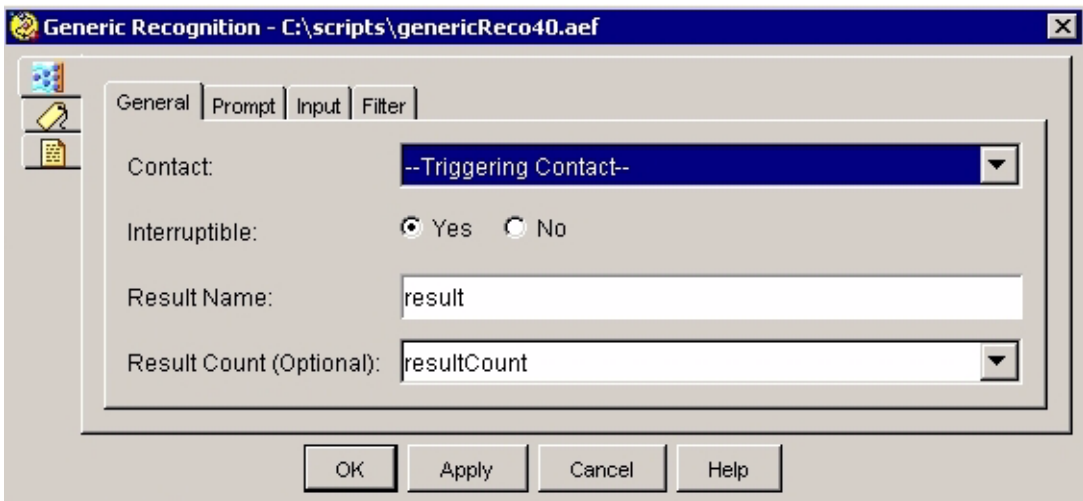 Generic Recognition - C:\scripts\genericReco40.aef
General Prompt Input Filter
Contact: --Triggering Contact--
Interruptible: Yes No
Result Name: result
Result Count (Optional): resultCount
OK Apply Cancel Help